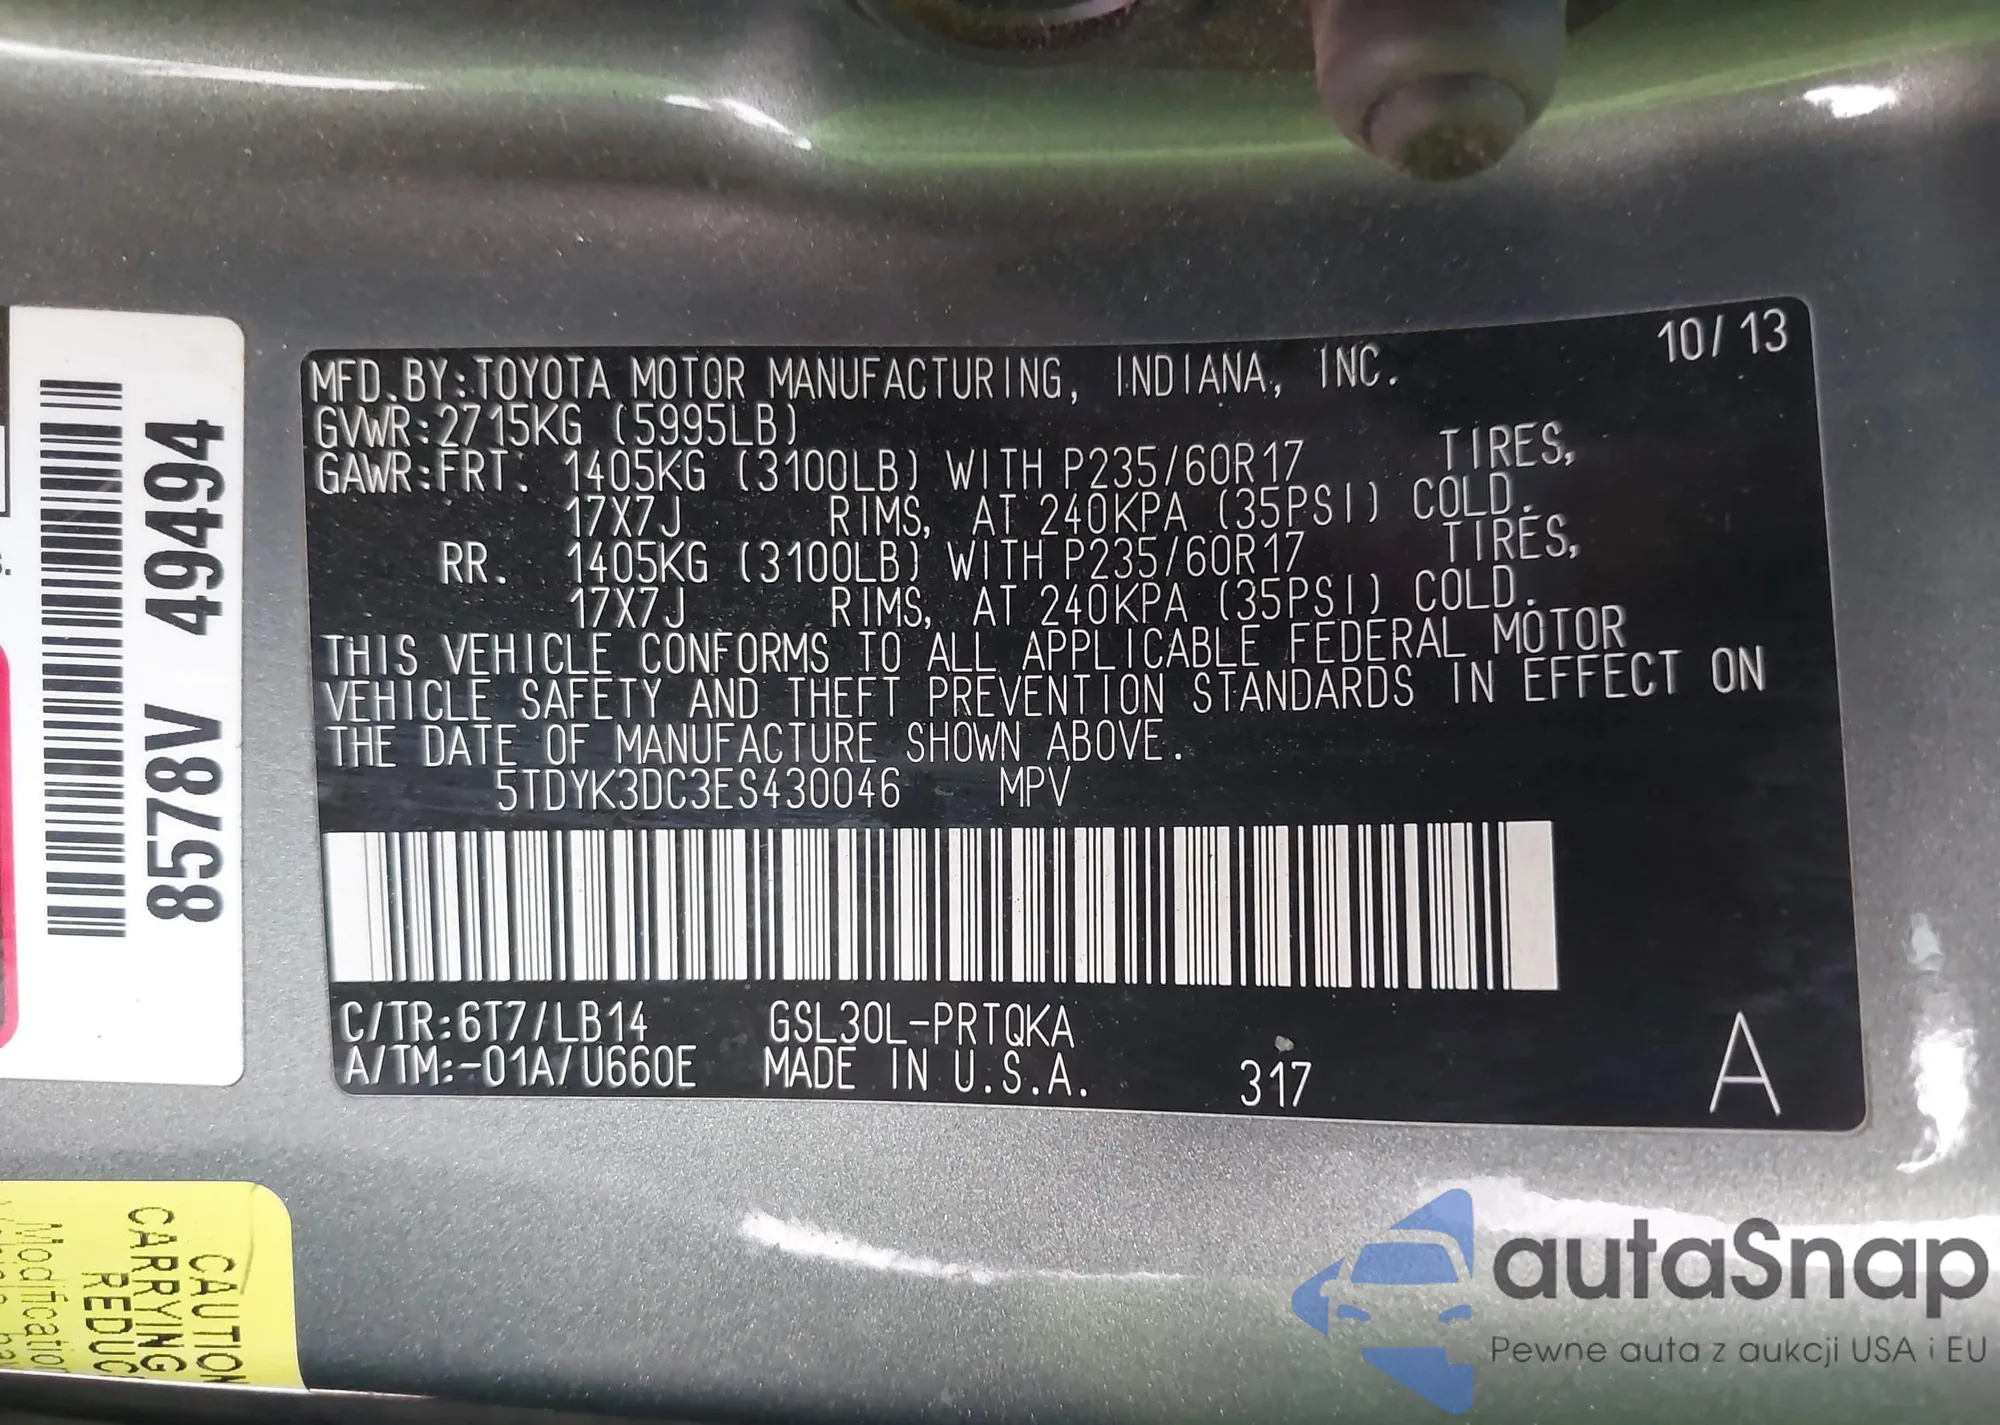 10/13
MFD.BY:TOYOTA MOTOR MANUFACTURING, INDIANA, INC.
GVWR:2715KG (5995LB)
GAWR:FRT. 1405KG (3100LB) WITH P235/60R17 TIRES,
17X7J RIMS, AT 240KPA (35PSI) COLD.
RR. 1405KG (3100LB) WITH P235/60R17 TIRES,
17X7J RIMS, AT 240KPA (35PSI) COLD.
THIS VEHICLE CONFORMS TO ALL APPLICABLE FEDERAL MOTOR
VEHICLE SAFETY AND THEFT PREVENTION STANDARDS IN EFFECT ON
THE DATE OF MANUFACTURE SHOWN ABOVE.
5TDYK3DC3ES430046 MPV
C/TR:6T7/LB14 GSL30L-PRTQKA
A/TM:-01A/U660E MADE IN U.S.A. 317
A
8578V 49494
CAUTION
CARRYING
REDUC
Modification
autaSnap
Pewne auta z aukcji USA i EU